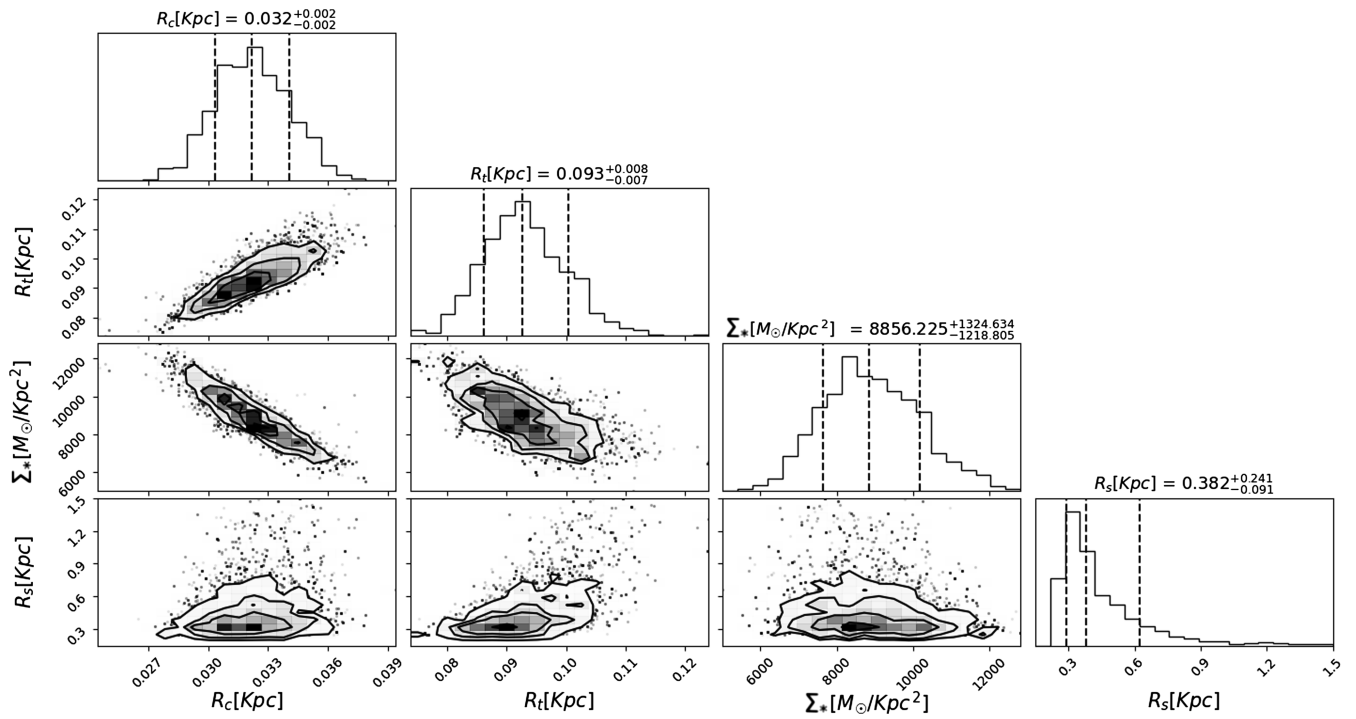 R_c[Kpc] = 0.032^{+0.002}_{-0.002}
R_t[Kpc] = 0.093^{+0.008}_{-0.007}
0.12
0.11
0.10
0.09
0.08
R_t[Kpc]
Σ_*[M_⊙/Kpc^2] = 8856.225^{+1324.634}_{-1218.805}
12000
10000
8000
6000
Σ_*[M_⊙/Kpc^2]
R_s[Kpc] = 0.382^{+0.241}_{-0.091}
1.5
1.2
0.9
0.6
0.3
R_s[Kpc]
0.027 0.030 0.033 0.036 0.039
R_c[Kpc]
0.08 0.09 0.10 0.11 0.12
R_t[Kpc]
6000 8000 10000 12000
Σ_*[M_⊙/Kpc^2]
0.3 0.6 0.9 1.2 1.5
R_s[Kpc]